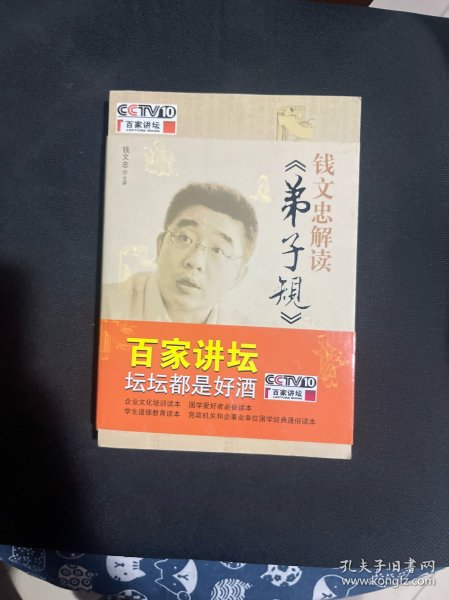 CCTV10
百家讲坛
LECTURE ROOM
钱文忠
钱文忠解读
《弟子规》
百家讲坛
坛坛都是好酒
CCTV10
百家讲坛
LECTURE ROOM
企业文化培训读本 国学爱好者必备读本
学生道德教育读本 党政机关和企事业单位国学经典通俗读本
孔夫子旧书网
www.kongfz.com